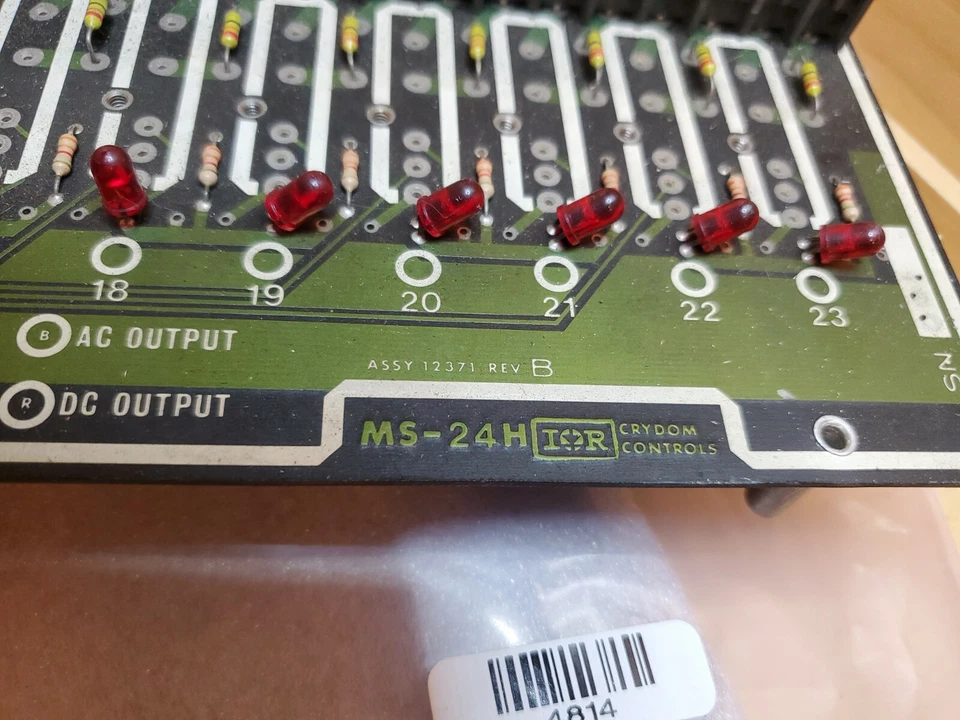 18 19 20 21 22 23
B AC OUTPUT
ASSY 12371 REV B
R DC OUTPUT
MS-24H IOR CRYDOM
CONTROLS
4814